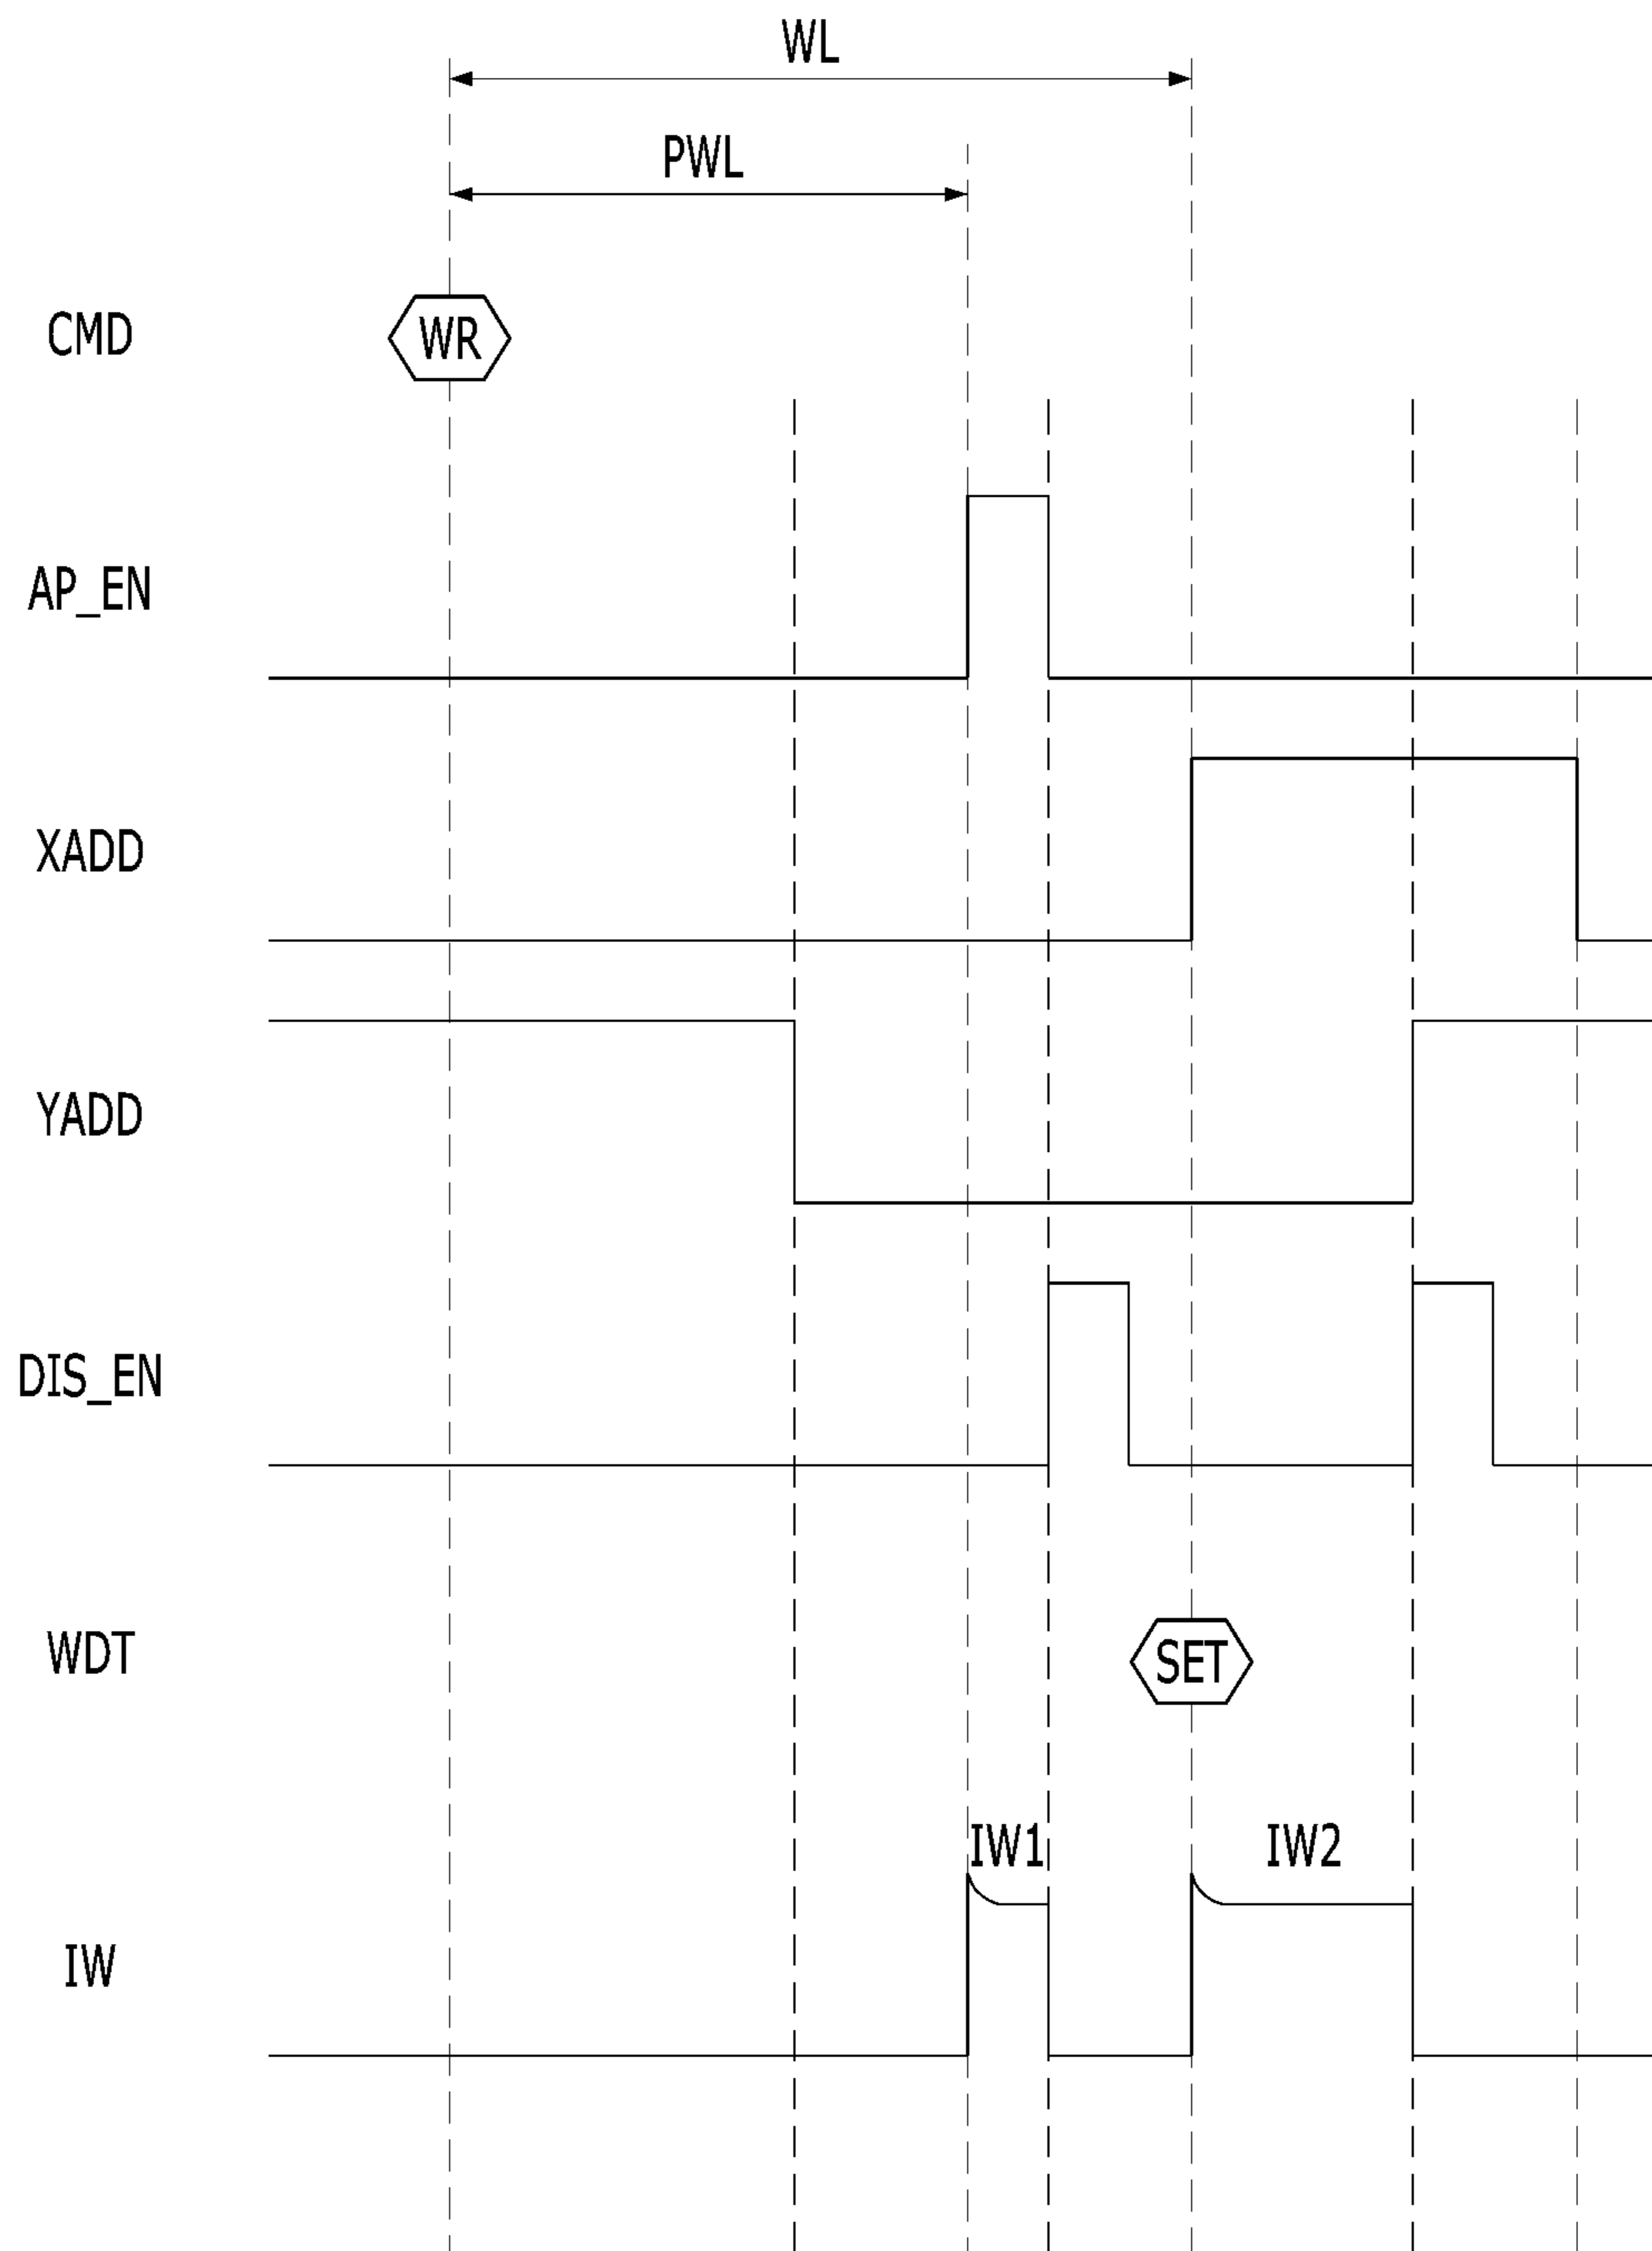 WL
PWL
CMD
WR
AP_EN
XADD
YADD
DIS_EN
WDT
SET
IW1
IW2
IW